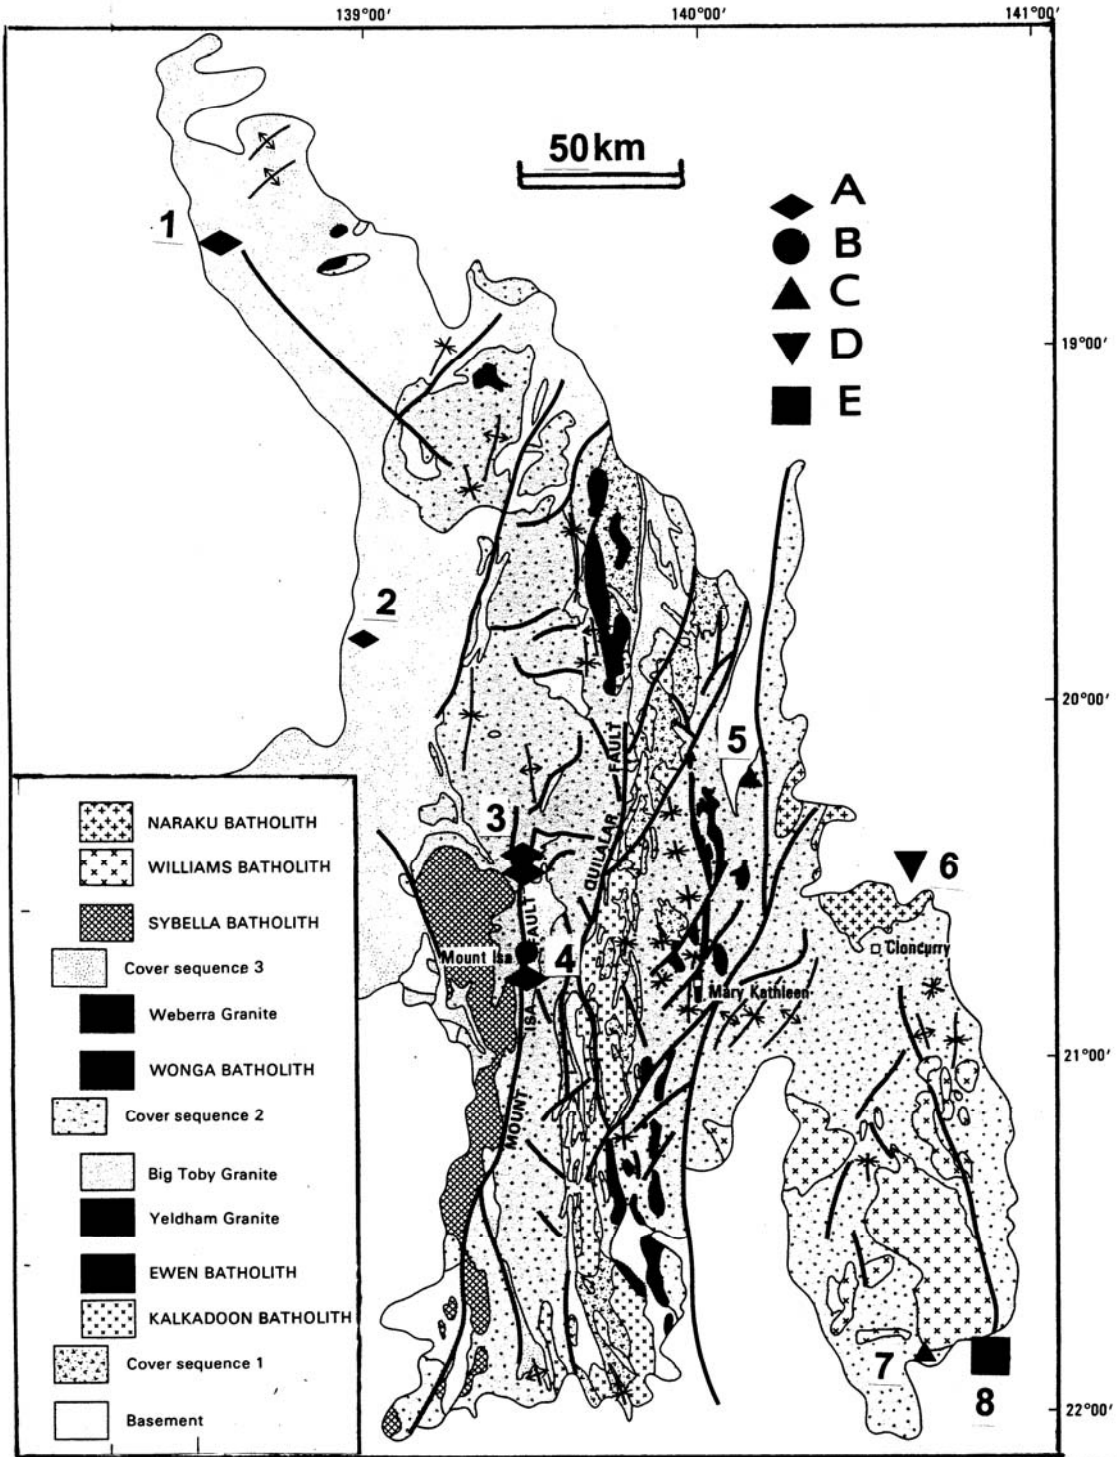 139°00'
140°00'
141°00'
50km
A
B
C
D
E
1
19°00'
2
20°00'
5
FAULT
QUILALAR
3
FAULT
6
Mount Isa
4
Cloncurry
Mary Kathleen
ISA
21°00'
MOUNT
7
8
22°00'
NARAKU BATHOLITH
WILLIAMS BATHOLITH
SYBELLA BATHOLITH
Cover sequence 3
Weberra Granite
WONGA BATHOLITH
Cover sequence 2
Big Toby Granite
Yeldham Granite
EWEN BATHOLITH
KALKADOON BATHOLITH
Cover sequence 1
Basement